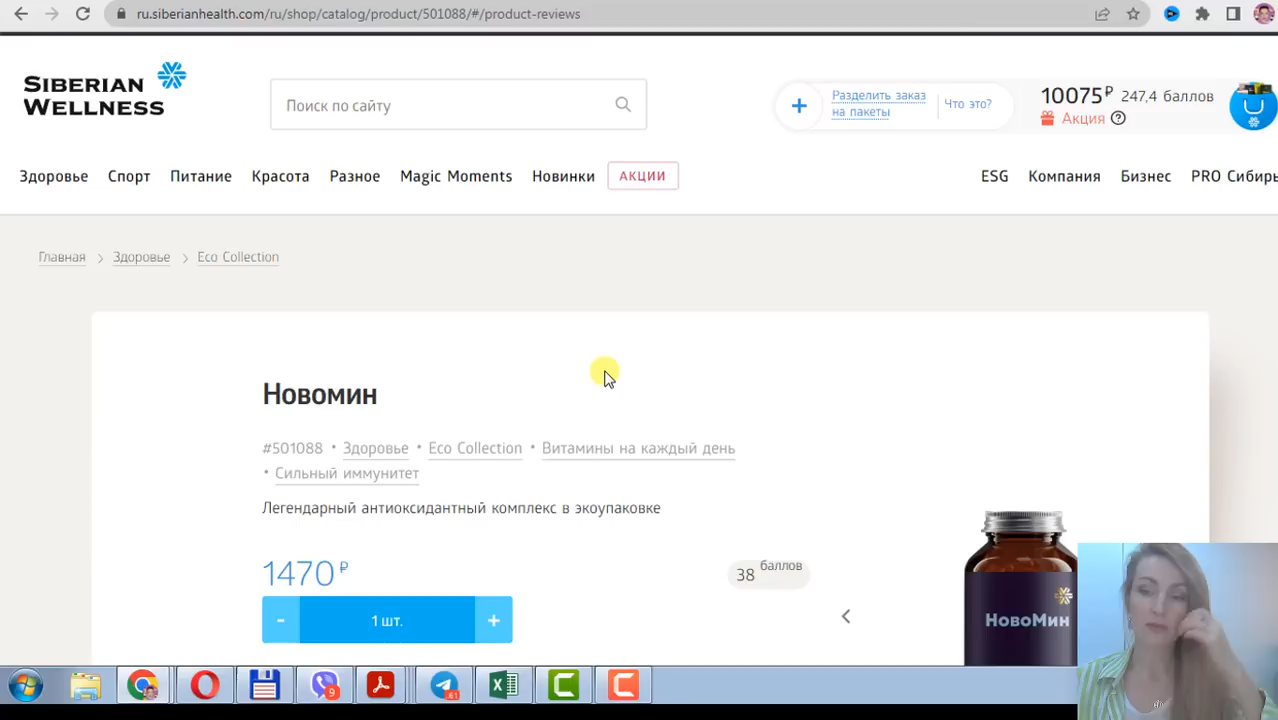 ru.siberianhealth.com/ru/shop/catalog/product/501088/#/product-reviews
SIBERIAN
WELLNESS
Поиск по сайту
Разделить заказ
на пакеты
Что это?
10075₽ 247,4 баллов
Акция ?
Здоровье Спорт Питание Красота Разное Magic Moments Новинки АКЦИИ ESG Компания Бизнес PRO Сибирь
Главная > Здоровье > Eco Collection
Новомин
#501088 • Здоровье • Eco Collection • Витамины на каждый день
• Сильный иммунитет
Легендарный антиоксидантный комплекс в экоупаковке
1470 ₽
38 баллов
- 1 шт. +
НовоМин
9
61